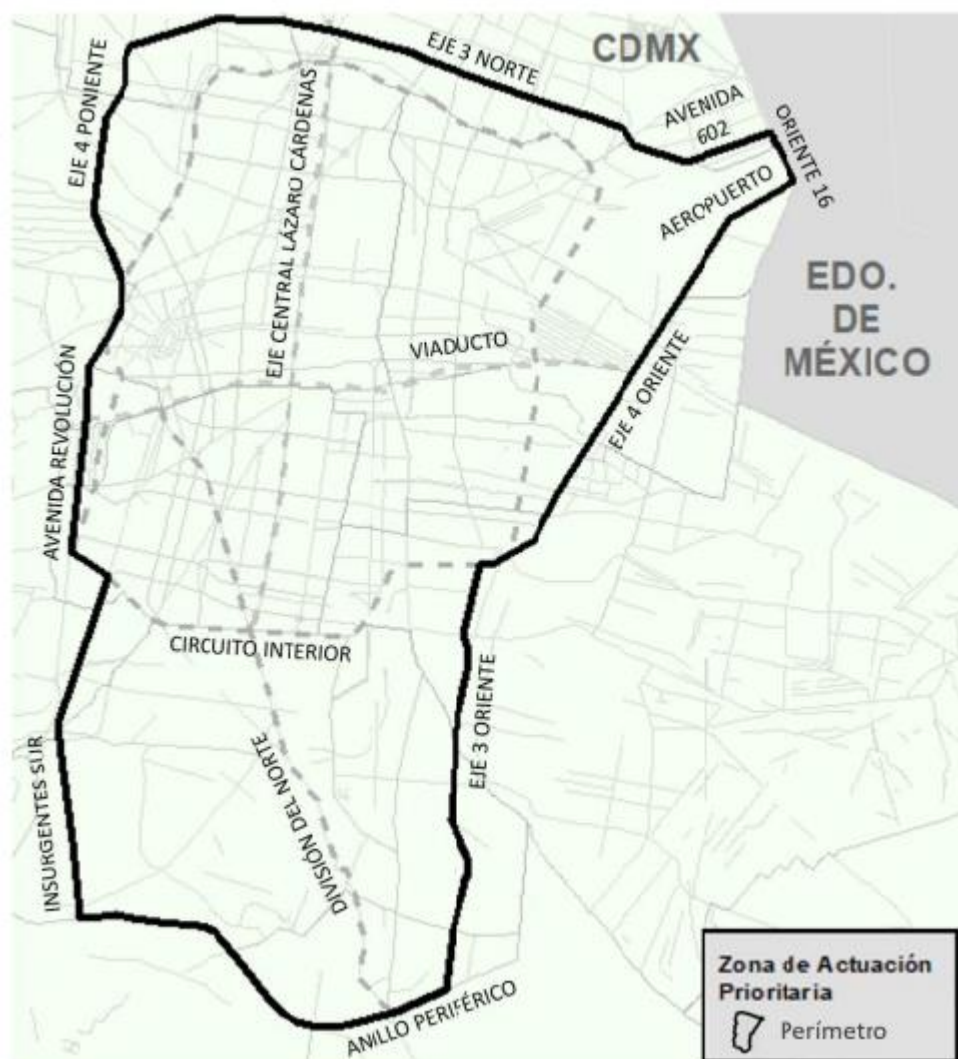 CDMX
EJE 3 NORTE
EJE 4 PONIENTE
EJE CENTRAL LÁZARO CARDENAS
AVENIDA
602
ORIENTE 16
AEROPUERTO
EDO.
DE
MÉXICO
VIADUCTO
EJE 4 ORIENTE
AVENIDA REVOLUCIÓN
CIRCUITO INTERIOR
EJE 3 ORIENTE
INSURGENTES SUR
DIVISIÓN DEL NORTE
ANILLO PERIFÉRICO
Zona de Actuación
Prioritaria
Perímetro